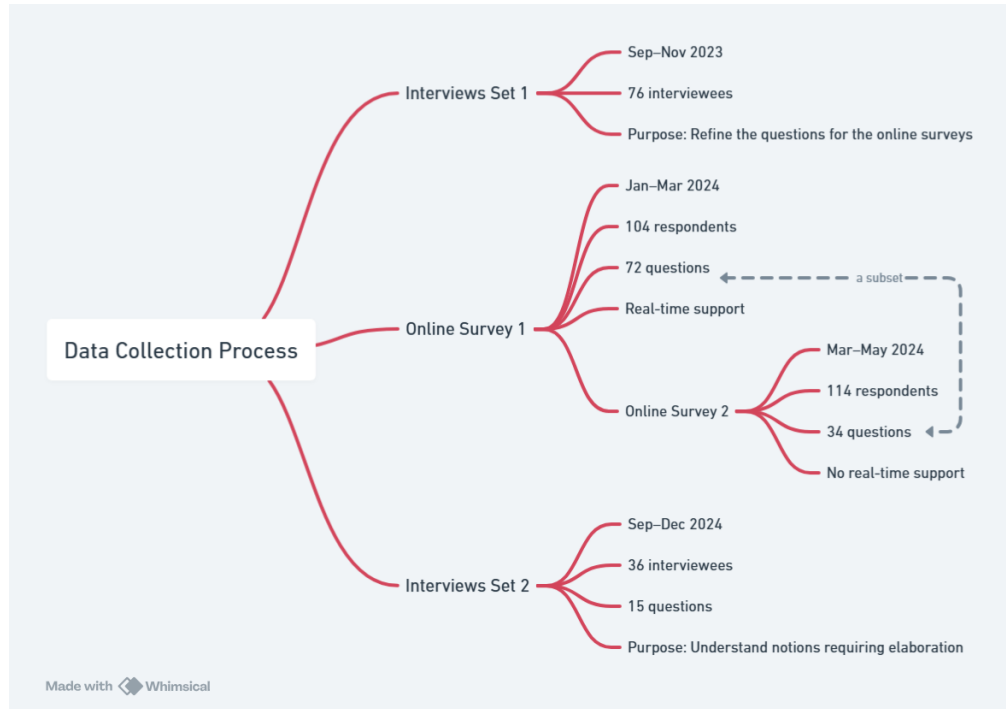 Data Collection Process
Interviews Set 1
Sep–Nov 2023
76 interviewees
Purpose: Refine the questions for the online surveys
Online Survey 1
Jan–Mar 2024
104 respondents
72 questions
a subset
Real-time support
Online Survey 2
Mar–May 2024
114 respondents
34 questions
No real-time support
Interviews Set 2
Sep–Dec 2024
36 interviewees
15 questions
Purpose: Understand notions requiring elaboration
Made with Whimsical